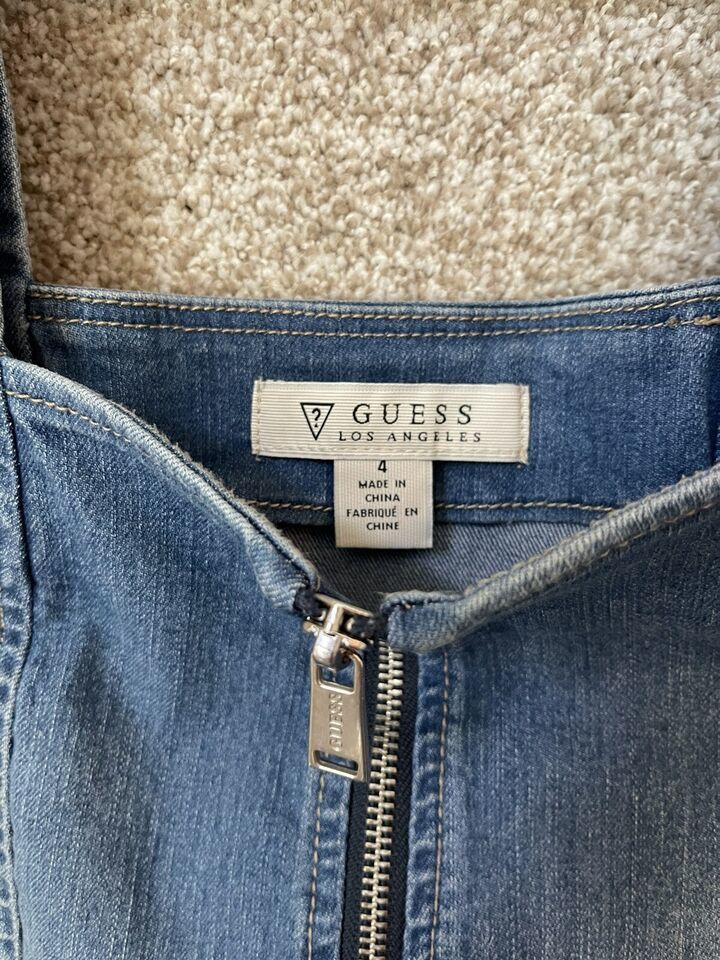 ? GUESS
LOS ANGELES
4
MADE IN
CHINA
FABRIQUÉ EN
CHINE
GUESS